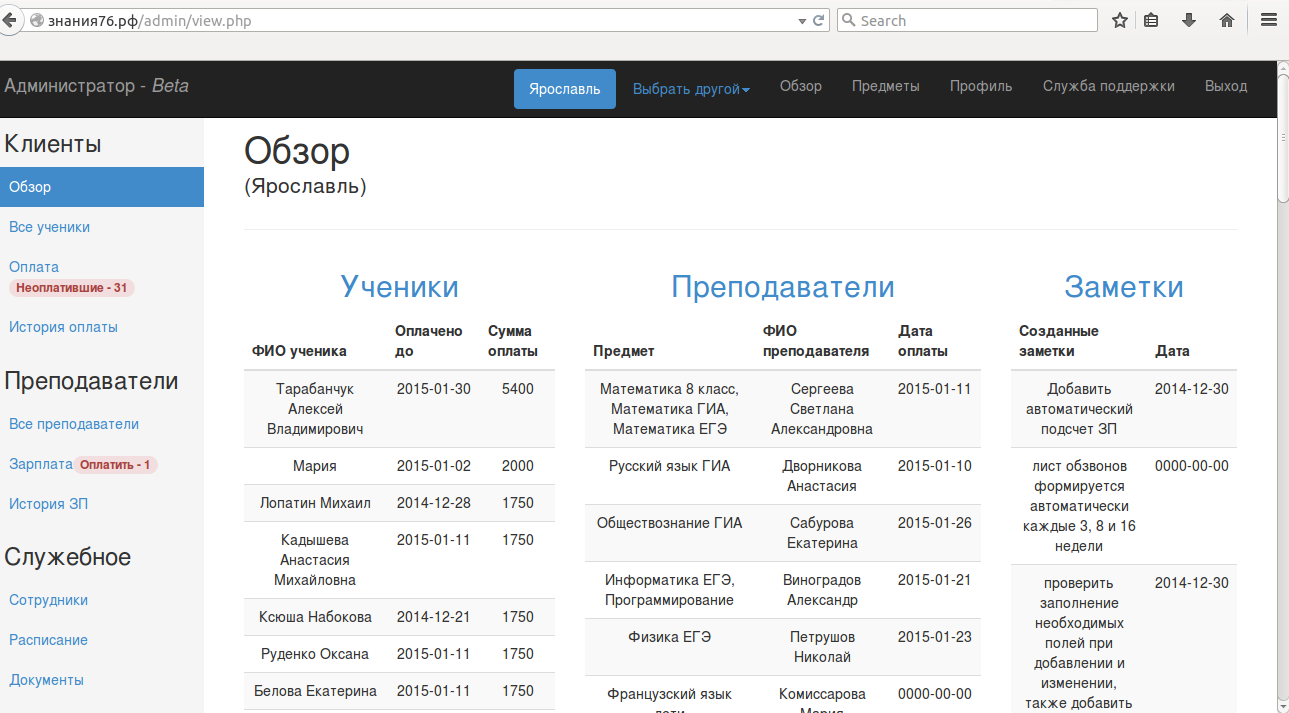 знания76.рф/admin/view.php
Search
Администратор - Beta
Ярославль
Выбрать другой
Обзор
Предметы
Профиль
Служба поддержки
Выход
Клиенты
Обзор
Все ученики
Оплата
Неоплатившие - 31
История оплаты
Преподаватели
Все преподаватели
Зарплата Оплатить - 1
История ЗП
Служебное
Сотрудники
Расписание
Документы
Обзор
(Ярославль)
Ученики
ФИО ученика
Оплачено
до
Сумма
оплаты
Тарабанчук
Алексей
Владимирович
2015-01-30
5400
Мария
2015-01-02
2000
Лопатин Михаил
2014-12-28
1750
Кадышева
Анастасия
Михайловна
2015-01-11
1750
Ксюша Набокова
2014-12-21
1750
Руденко Оксана
2015-01-11
1750
Белова Екатерина
2015-01-11
1750
Преподаватели
Предмет
ФИО
преподавателя
Дата
оплаты
Математика 8 класс,
Математика ГИА,
Математика ЕГЭ
Сергеева
Светлана
Александровна
2015-01-11
Русский язык ГИА
Дворникова
Анастасия
2015-01-10
Обществознание ГИА
Сабурова
Екатерина
2015-01-26
Информатика ЕГЭ,
Программирование
Виноградов
Александр
2015-01-21
Физика ЕГЭ
Петрушов
Николай
2015-01-23
Французский язык
дети
Комиссарова
Мария
0000-00-00
Заметки
Созданные
заметки
Дата
Добавить
автоматический
подсчет ЗП
2014-12-30
лист обзвонов
формируется
автоматически
каждые 3, 8 и 16
недели
0000-00-00
проверить
заполнение
необходимых
полей при
добавлении и
изменении,
также добавить
2014-12-30